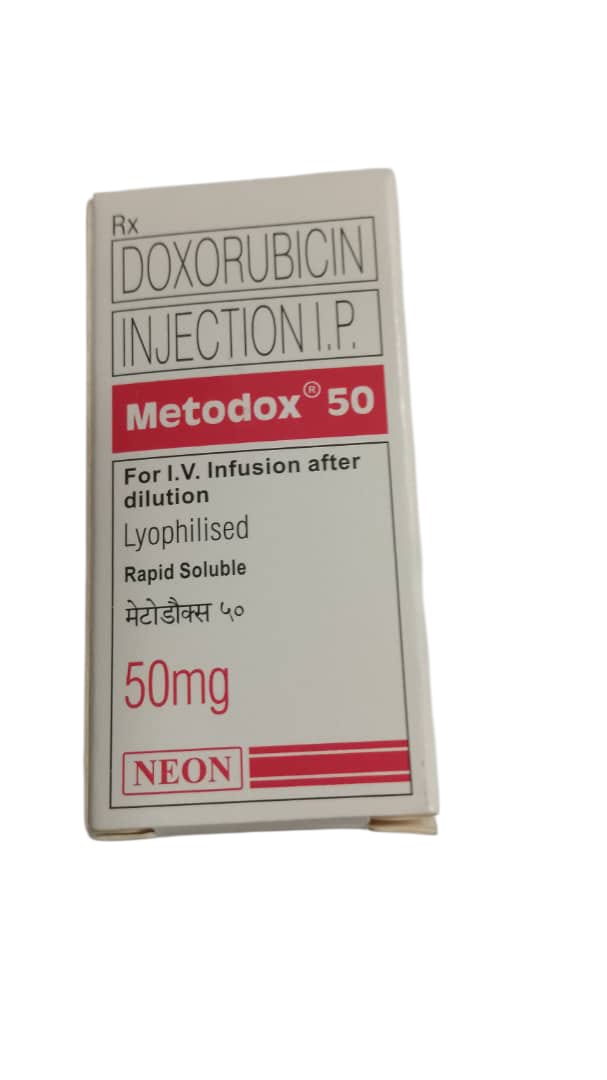 Rx
DOXORUBICIN
INJECTION I.P.
Metodox® 50
For I.V. Infusion after
dilution
Lyophilised
Rapid Soluble
मेटोडौक्स ५०
50mg
NEON